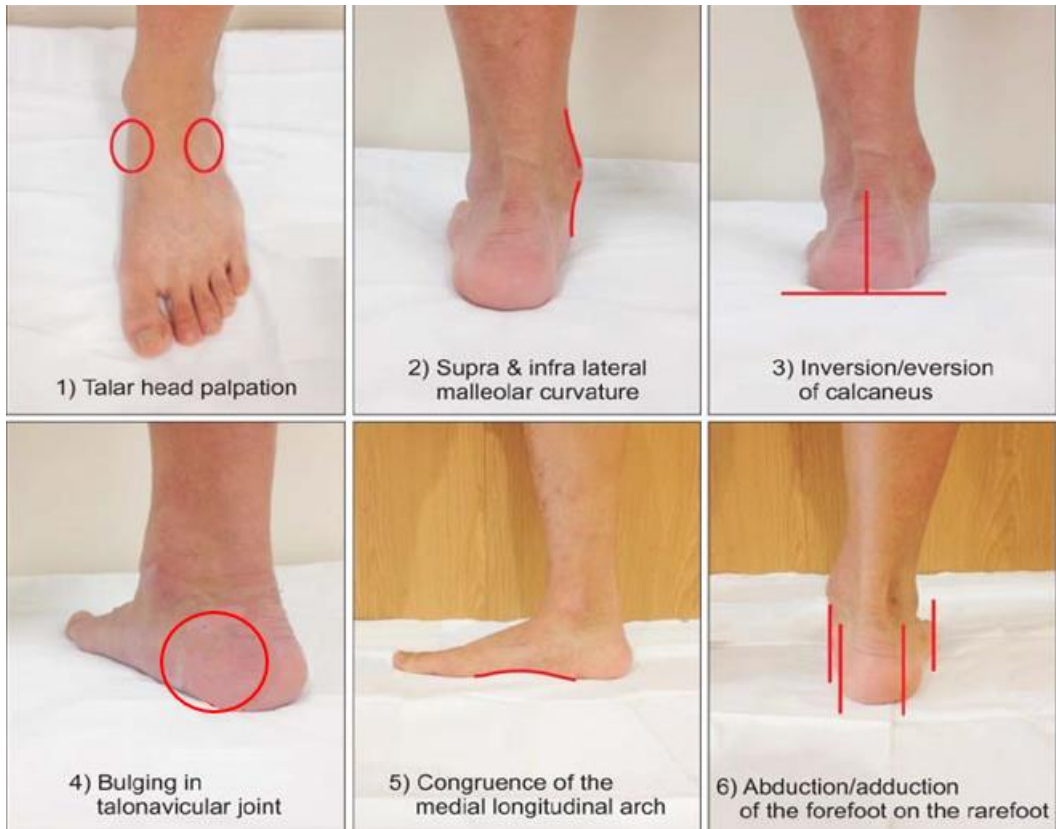 1) Talar head palpation
2) Supra & infra lateral
malleolar curvature
3) Inversion/eversion
of calcaneus
4) Bulging in
talonavicular joint
5) Congruence of the
medial longitudinal arch
6) Abduction/adduction
of the forefoot on the rarefoot